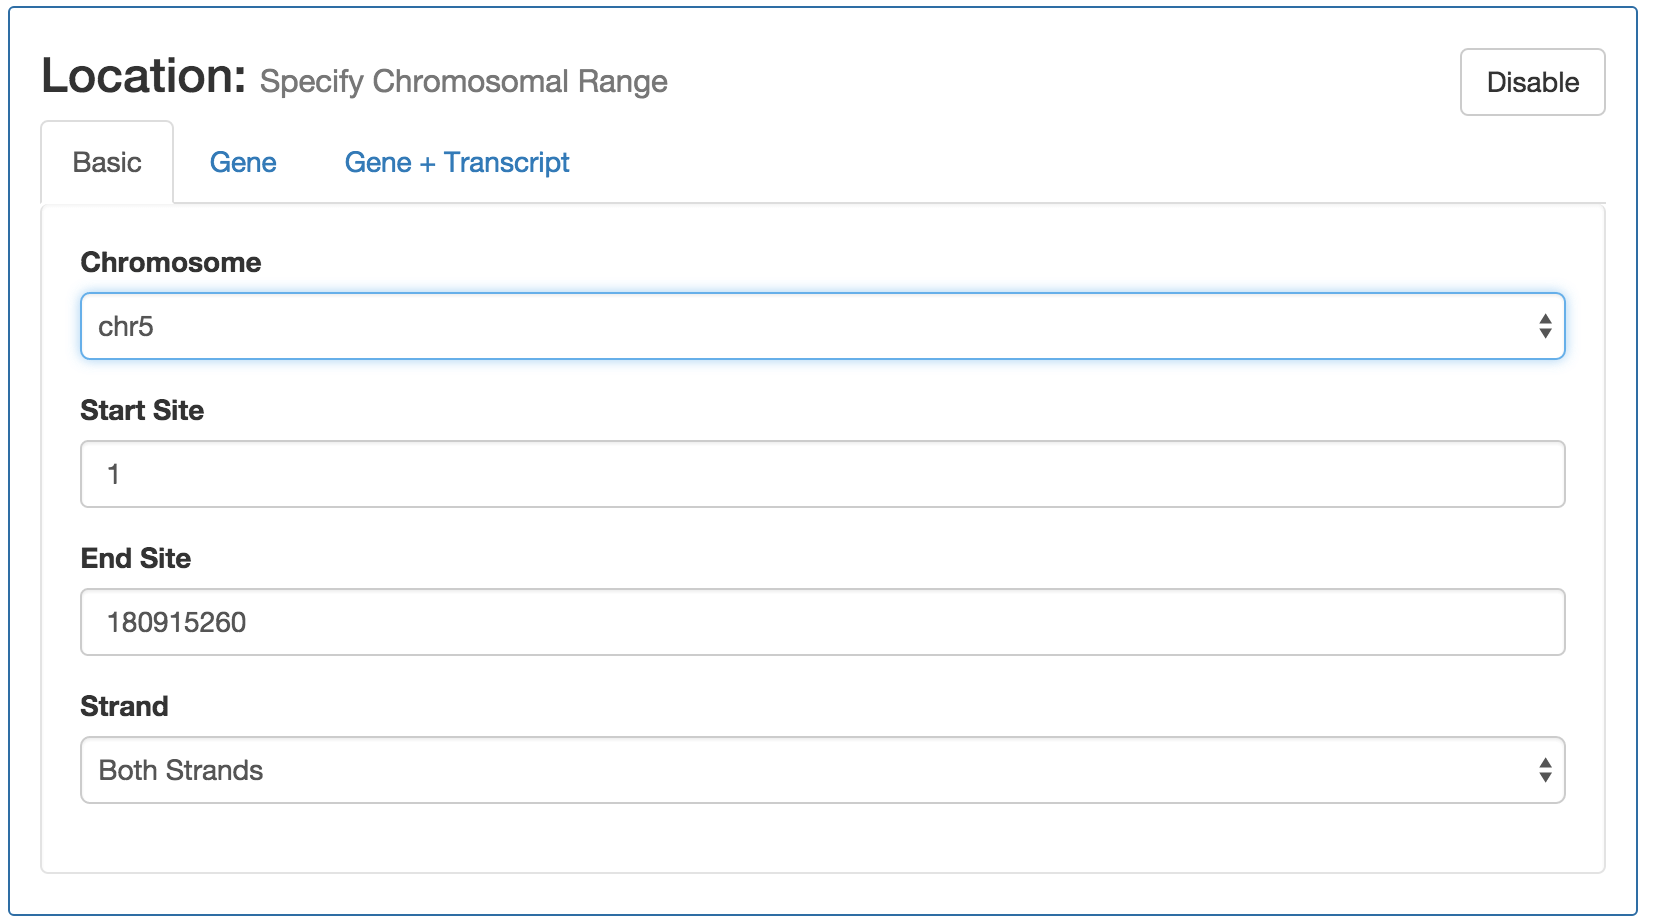 Location: Specify Chromosomal Range
Disable
Basic Gene Gene + Transcript
Chromosome
chr5
Start Site
1
End Site
180915260
Strand
Both Strands